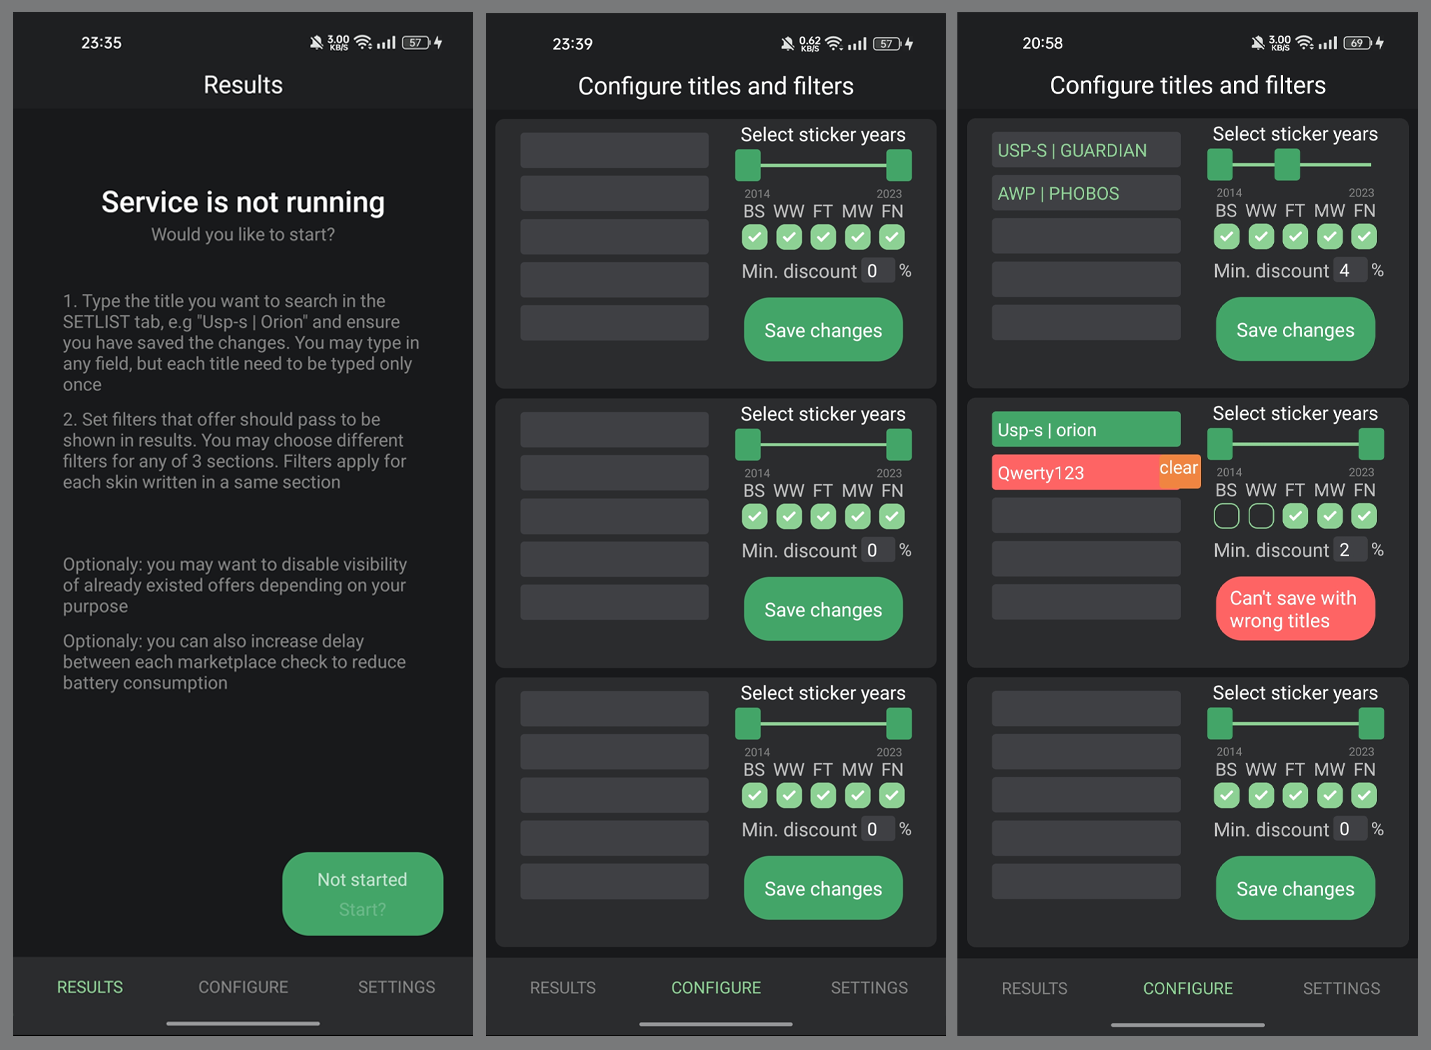 23:35
3.00
KB/S
57
Results
Service is not running
Would you like to start?
1. Type the title you want to search in the
SETLIST tab, e.g "Usp-s | Orion" and ensure
you have saved the changes. You may type in
any field, but each title need to be typed only
once
2. Set filters that offer should pass to be
shown in results. You may choose different
filters for any of 3 sections. Filters apply for
each skin written in a same section
Optionaly: you may want to disable visibility
of already existed offers depending on your
purpose
Optionaly: you can also increase delay
between each marketplace check to reduce
battery consumption
Not started
Start?
RESULTS CONFIGURE SETTINGS
23:39
0.62
KB/S
57
Configure titles and filters
Select sticker years
2014 2023
BS WW FT MW FN
Min. discount 0 %
Save changes
Select sticker years
2014 2023
BS WW FT MW FN
Min. discount 0 %
Save changes
Select sticker years
2014 2023
BS WW FT MW FN
Min. discount 0 %
Save changes
RESULTS CONFIGURE SETTINGS
20:58
3.00
KB/S
69
Configure titles and filters
USP-S | GUARDIAN
AWP | PHOBOS
Select sticker years
2014 2023
BS WW FT MW FN
Min. discount 4 %
Save changes
Usp-s | orion
Qwerty123 clear
Select sticker years
2014 2023
BS WW FT MW FN
Min. discount 2 %
Can't save with
wrong titles
Select sticker years
2014 2023
BS WW FT MW FN
Min. discount 0 %
Save changes
RESULTS CONFIGURE SETTINGS